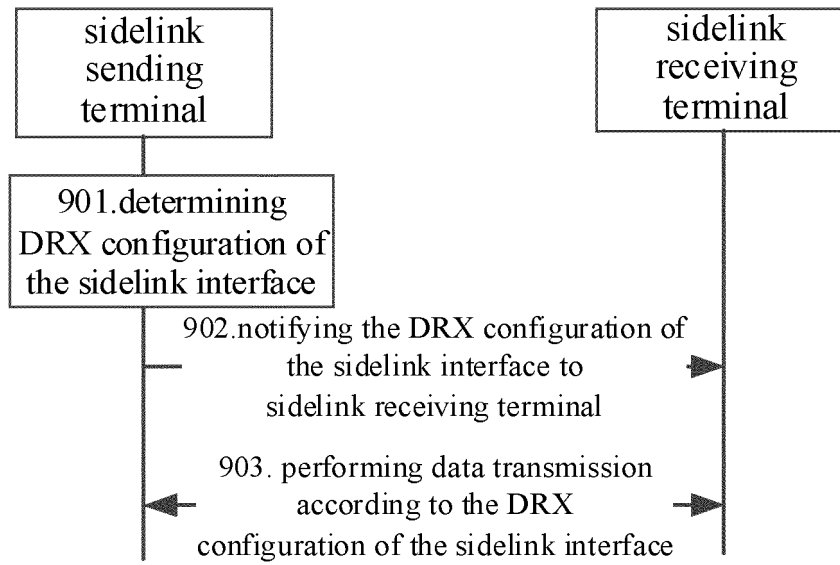 sidelink
sending
terminal
sidelink
receiving
terminal
901.determining
DRX configuration of
the sidelink interface
902.notifying the DRX configuration of
the sidelink interface to
sidelink receiving terminal
903. performing data transmission
according to the DRX
configuration of the sidelink interface